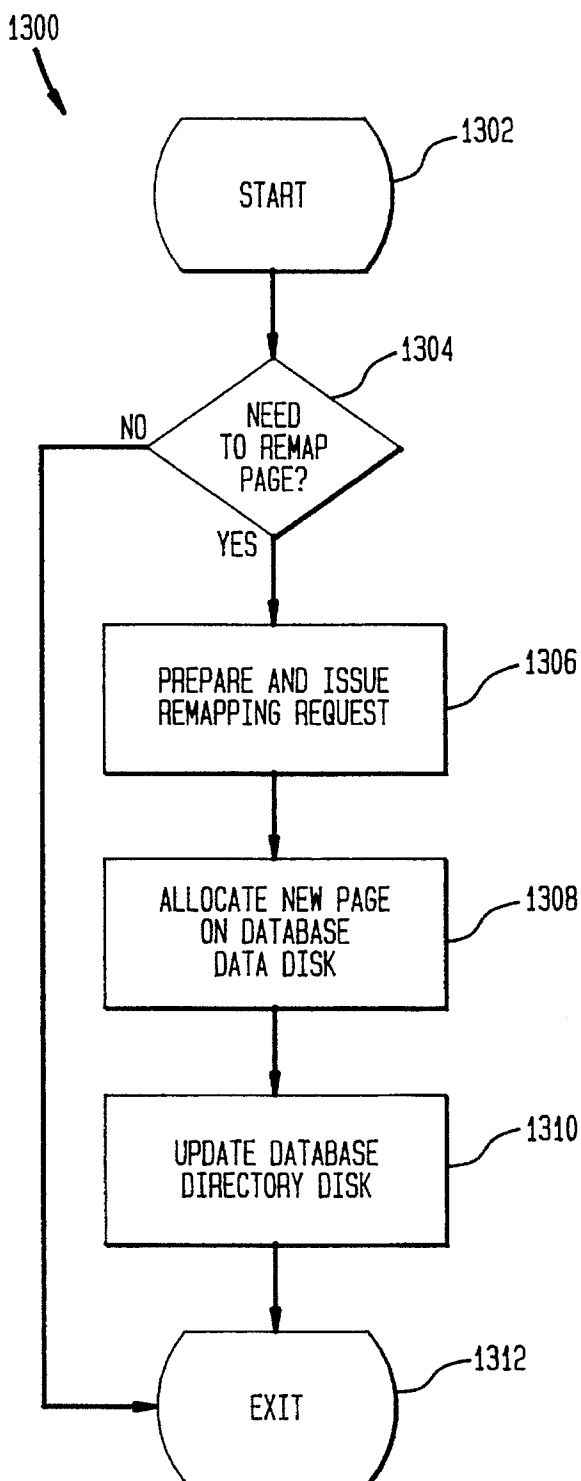 1300
1302
START
1304
NEED
TO REMAP
PAGE?
NO
YES
1306
PREPARE AND ISSUE
REMAPPING REQUEST
1308
ALLOCATE NEW PAGE
ON DATABASE
DATA DISK
1310
UPDATE DATABASE
DIRECTORY DISK
1312
EXIT